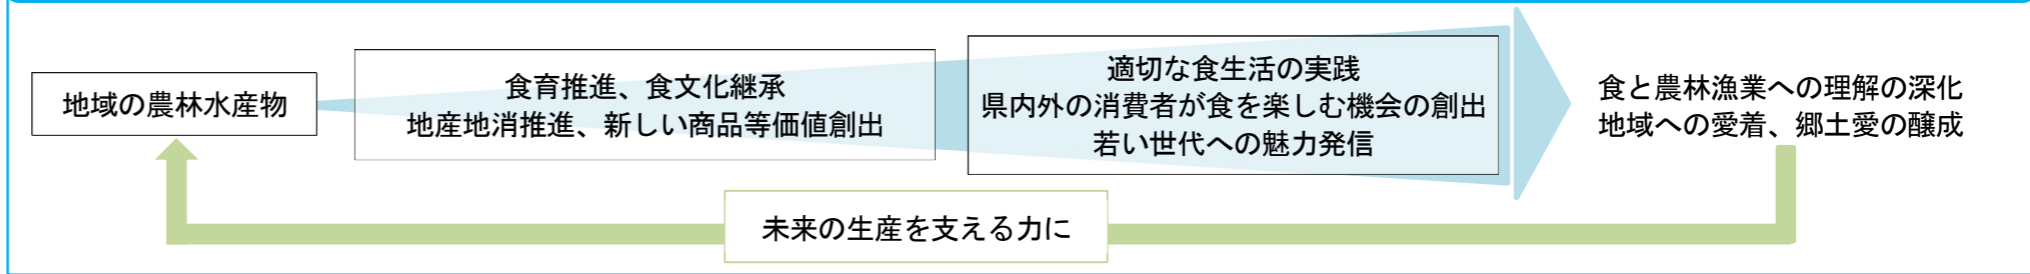 地域の農林水産物
食育推進、食文化継承
地産地消推進、新しい商品等価値創出
適切な食生活の実践
県内外の消費者が食を楽しむ機会の創出
若い世代への魅力発信
食と農林漁業への理解の深化
地域への愛着、郷土愛の醸成
未来の生産を支える力に